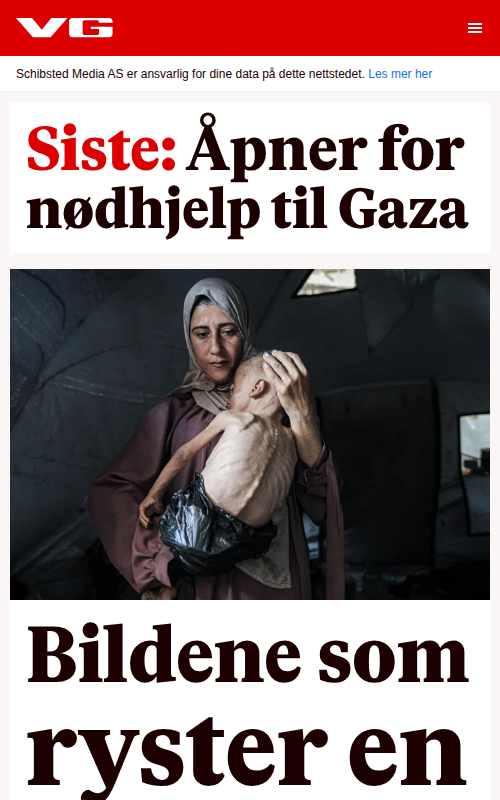 VG
Schibsted Media AS er ansvarlig for dine data på dette nettstedet. Les mer her
Siste: Åpner for
nødhjelp til Gaza
Bildene som
ryster en